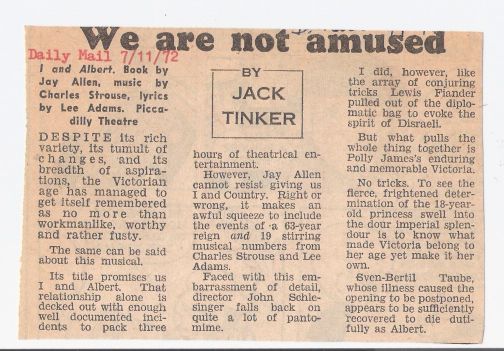 We are not amused
Daily Mail 7/11/72
I and Albert. Book by
Jay Allen, music by
Charles Strouse, lyrics
by Lee Adams. Picca-
dilly Theatre
DESPITE its rich
variety, its tumult of
changes, and its
breadth of aspira-
tions, the Victorian
age has managed to
get itself remembered
as no more than
workmanlike, worthy
and rather fusty.
The same can be said
about this musical.
Its title promises us
I and Albert. That
relationship alone is
decked out with enough
well documented inci-
dents to pack three
BY
JACK
TINKER
hours of theatrical en-
tertainment.
However, Jay Allen
cannot resist giving us
I and Country. Right or
wrong, it makes an
awful squeeze to include
the events of a 63-year
reign and 19 stirring
musical numbers from
Charles Strouse and Lee
Adams.
Faced with this em-
barrassment of detail,
director John Schle-
singer falls back on
quite a lot of panto-
mime.
I did, however, like
the array of conjuring
tricks Lewis Fiander
pulled out of the diplo-
matic bag to evoke the
spirit of Disraeli.
But what pulls the
whole thing together is
Polly James's enduring
and memorable Victoria.
No tricks. To see the
fierce, frightened deter-
mination of the 18-year-
old princess swell into
the dour imperial splen-
dour is to know what
made Victoria belong to
her age yet make it her
own.
Sven-Bertil Taube,
whose illness caused the
opening to be postponed,
appears to be sufficiently
recovered to die duti-
fully as Albert.